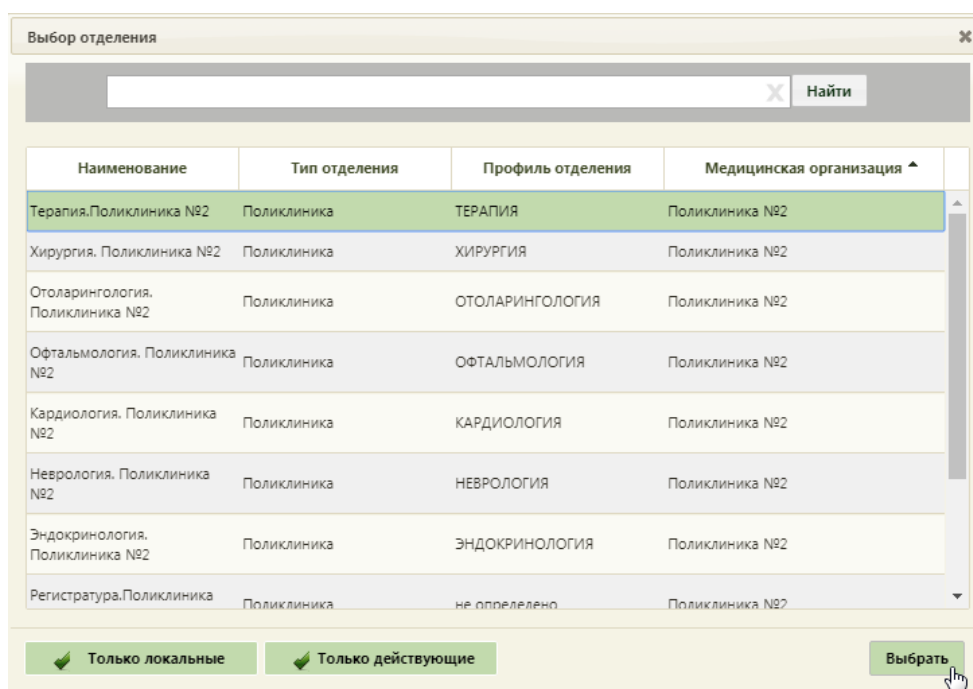 Выбор отделения
Найти
Наименование Тип отделения Профиль отделения Медицинская организация
Терапия.Поликлиника №2 Поликлиника ТЕРАПИЯ Поликлиника №2
Хирургия. Поликлиника №2 Поликлиника ХИРУРГИЯ Поликлиника №2
Отоларингология.
Поликлиника №2 Поликлиника ОТОЛАРИНГОЛОГИЯ Поликлиника №2
Офтальмология. Поликлиника
№2 Поликлиника ОФТАЛЬМОЛОГИЯ Поликлиника №2
Кардиология. Поликлиника
№2 Поликлиника КАРДИОЛОГИЯ Поликлиника №2
Неврология. Поликлиника
№2 Поликлиника НЕВРОЛОГИЯ Поликлиника №2
Эндокринология.
Поликлиника №2 Поликлиника ЭНДОКРИНОЛОГИЯ Поликлиника №2
Регистратура.Поликлиника
Поликлиника не определено Поликлиника №2
Только локальные Только действующие Выбрать